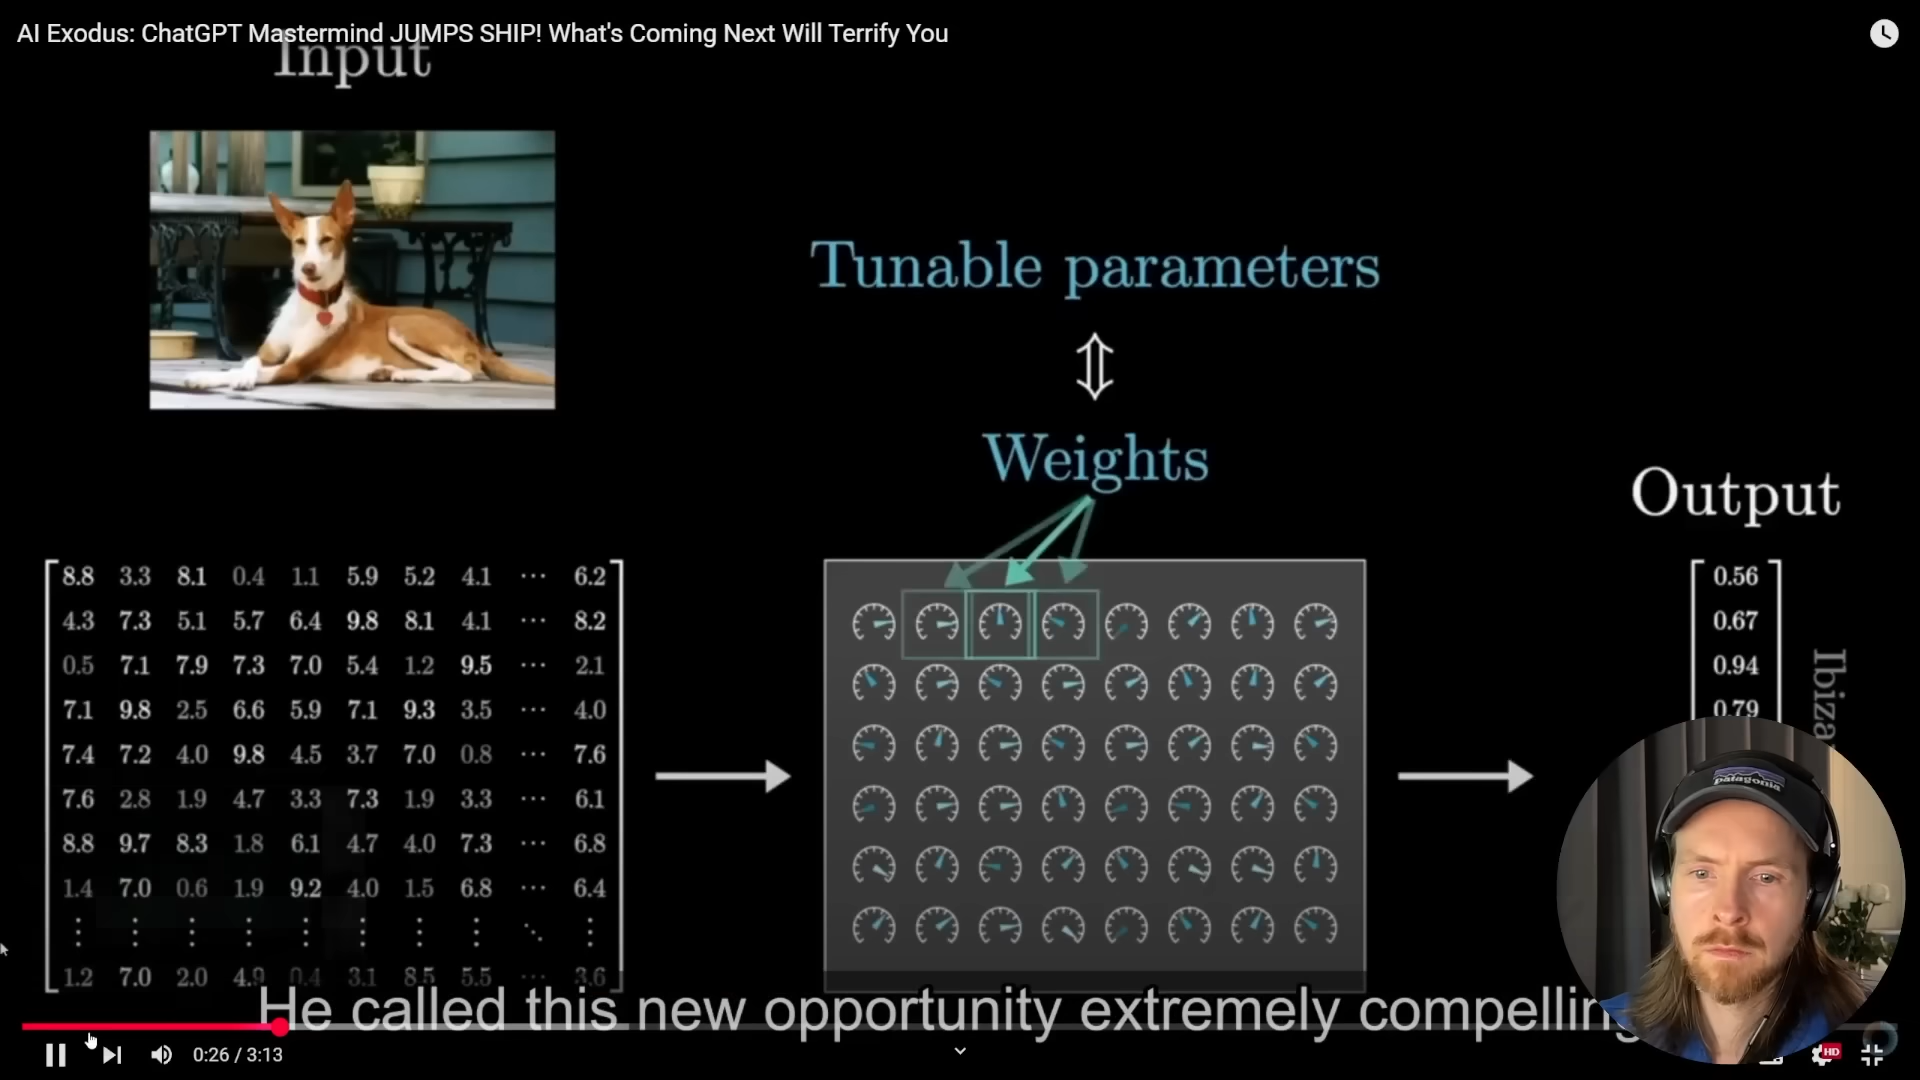 AI Exodus: ChatGPT Mastermind JUMPS SHIP! What's Coming Next Will Terrify You
Input
Tunable parameters
Weights
Output
8.8 3.3 8.1 0.4 1.1 5.9 5.2 4.1 ⋯ 6.2
4.3 7.3 5.1 5.7 6.4 9.8 8.1 4.1 ⋯ 8.2
0.5 7.1 7.9 7.3 7.0 5.4 1.2 9.5 ⋯ 2.1
7.1 9.8 2.5 6.6 5.9 7.1 9.3 3.5 ⋯ 4.0
7.4 7.2 4.0 9.8 4.5 3.7 7.0 0.8 ⋯ 7.6
7.6 2.8 1.9 4.7 3.3 7.3 1.9 3.3 ⋯ 6.1
8.8 9.7 8.3 1.8 6.1 4.7 4.0 7.3 ⋯ 6.8
1.4 7.0 0.6 1.9 9.2 4.0 1.5 6.8 ⋯ 6.4
⋮ ⋮ ⋮ ⋮ ⋮ ⋮ ⋮ ⋮ ⋱ ⋮
1.2 7.0 2.0 4.9 0.4 3.1 8.5 5.5 ⋯ 3.6
0.56
0.67
0.94
0.79
Ibiza
patagonia
He called this new opportunity extremely compelling
0:26 / 3:13
HD